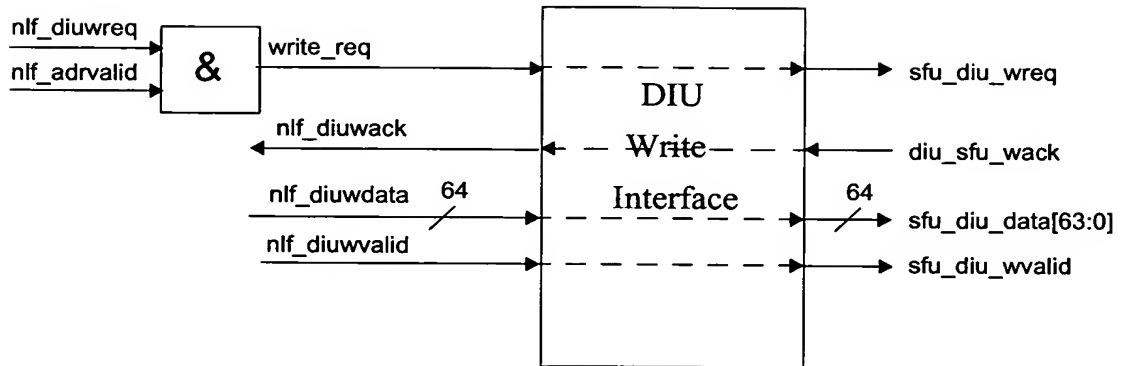 nlf_diuwreq
nlf_adrvalid
&
write_req
sfu_diu_wreq
DIU
nlf_diuwack
Write
diu_sfu_wack
nlf_diuwdata
64
Interface
64
sfu_diu_data[63:0]
nlf_diuwvalid
sfu_diu_wvalid